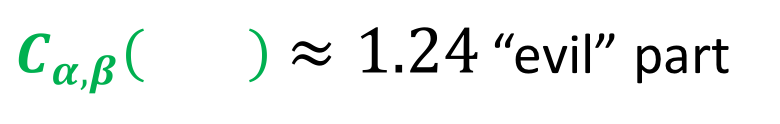 C_{α,β}( ) ≈ 1.24 “evil” part